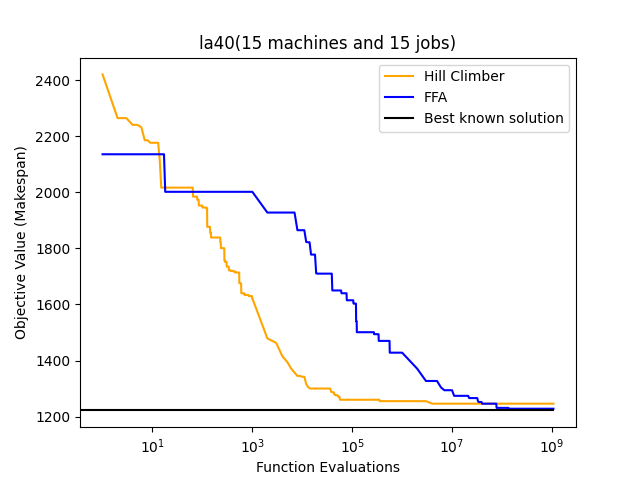 la40(15 machines and 15 jobs)
Hill Climber
FFA
Best known solution
Objective Value (Makespan)
2400
2200
2000
1800
1600
1400
1200
10^1
10^3
10^5
10^7
10^9
Function Evaluations